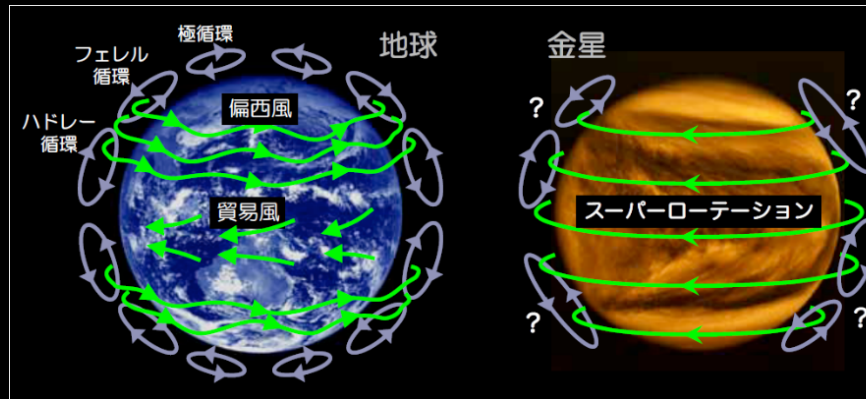 極循環
地球
金星
フェレル
循環
ハドレー
循環
偏西風
貿易風
スーパーローテーション
?
?
?
?